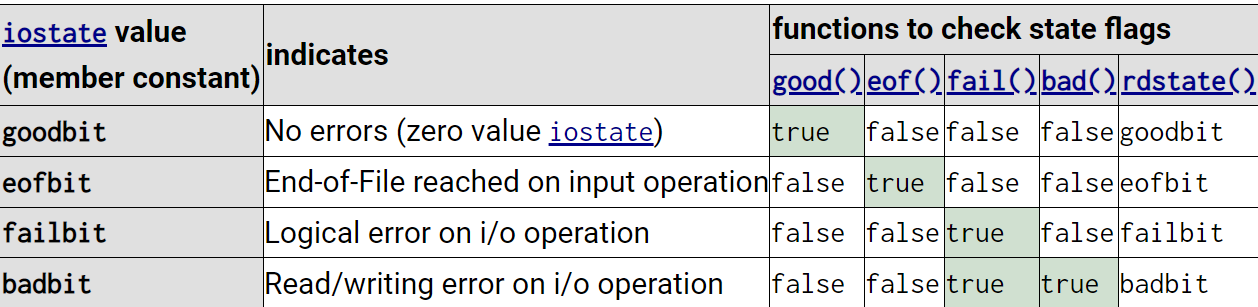 iostate value
(member constant) indicates functions to check state flags
good() eof() fail() bad() rdstate()
goodbit No errors (zero value iostate) true false false false goodbit
eofbit End-of-File reached on input operation false true false false eofbit
failbit Logical error on i/o operation false false true false failbit
badbit Read/writing error on i/o operation false false true true badbit